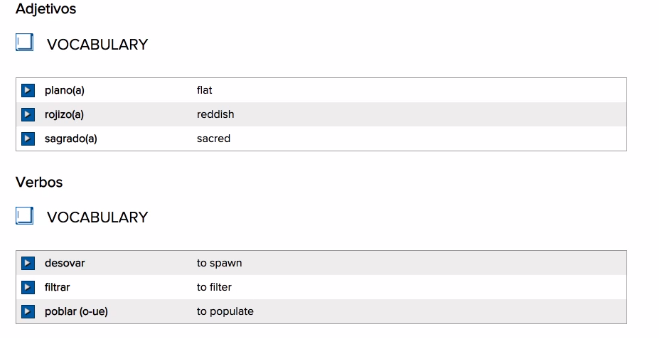 Adjetivos
VOCABULARY
plano(a) flat
rojizo(a) reddish
sagrado(a) sacred
Verbos
VOCABULARY
desovar to spawn
filtrar to filter
poblar (o-ue) to populate